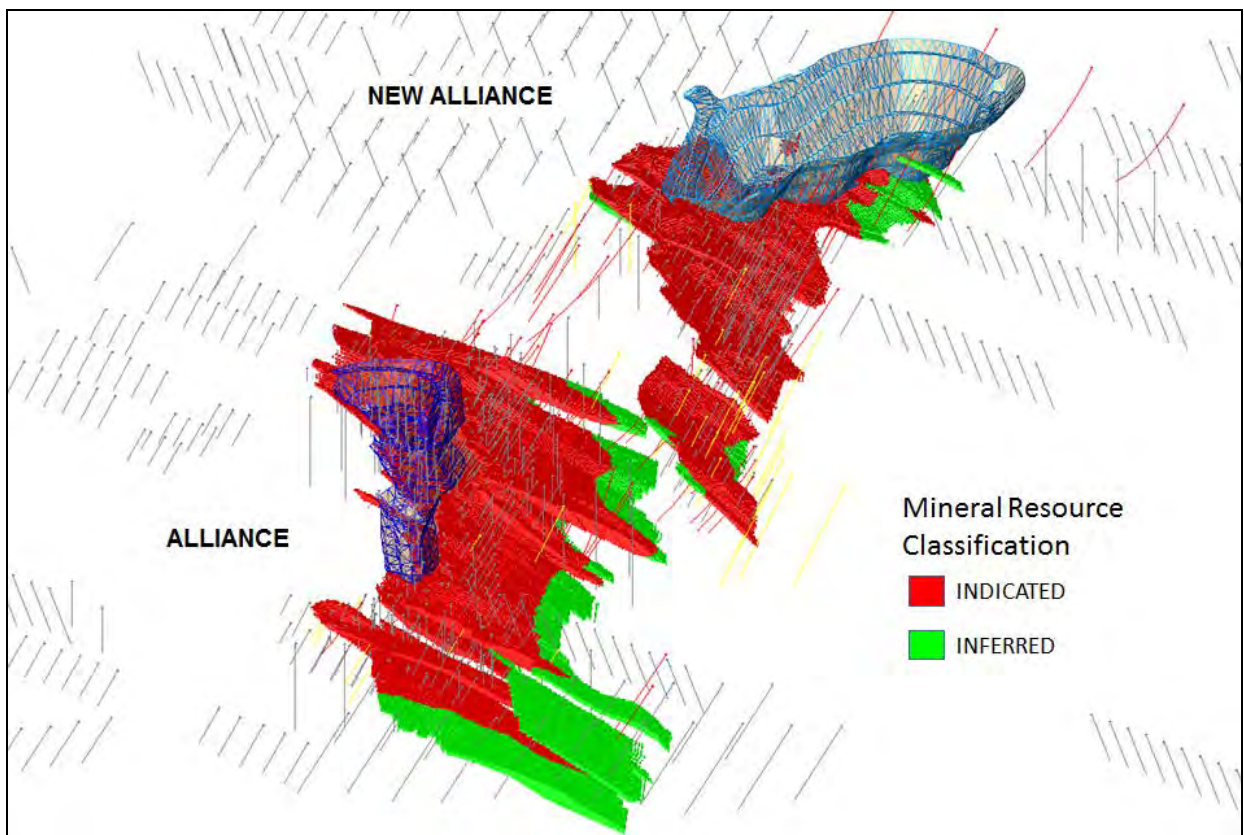 NEW ALLIANCE
ALLIANCE
Mineral Resource
Classification
INDICATED
INFERRED